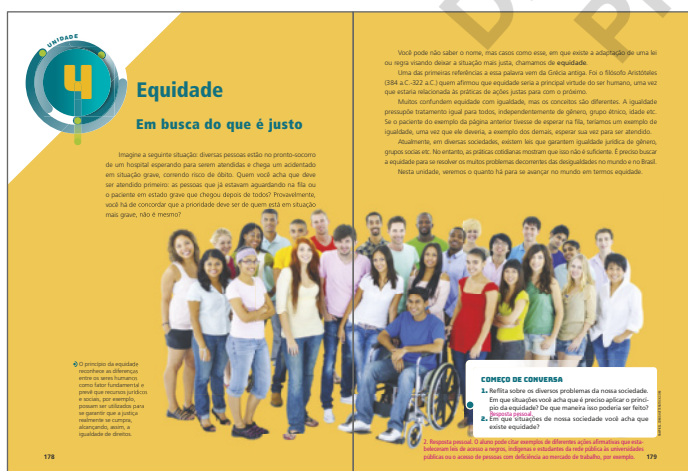 UNIDADE
4
Equidade
Em busca do que é justo
Imagine a seguinte situação: diversas pessoas estão no pronto-socorro
de um hospital esperando para serem atendidas e chega um acidentado
em situação grave, correndo risco de óbito. Quem você acha que deve
ser atendido primeiro: as pessoas que já estavam aguardando na fila ou
o paciente em estado grave que chegou depois de todos? Provavelmente,
você há de concordar que a prioridade deve ser de quem está em situação
mais grave, não é mesmo?
O princípio da equidade
reconhece as diferenças
entre os seres humanos
como fator fundamental e
prevê que recursos jurídicos
e sociais, por exemplo,
possam ser utilizados para
se garantir que a justiça
realmente se cumpra,
alcançando, assim, a
igualdade de direitos.
178
Você pode não saber o nome, mas casos como esse, em que existe a adaptação de uma lei
ou regra visando deixar a situação mais justa, chamamos de equidade.
Uma das primeiras referências a essa palavra vem da Grécia antiga. Foi o filósofo Aristóteles
(384 a.C.-322 a.C.) quem afirmou que equidade seria a principal virtude do ser humano, uma vez
que estaria relacionada às práticas de ações justas para com o próximo.
Muitos confundem equidade com igualdade, mas os conceitos são diferentes. A igualdade
pressupõe tratamento igual para todos, independentemente de gênero, grupo étnico, idade etc.
Se o paciente do exemplo da página anterior tivesse de esperar na fila, teríamos um exemplo de
igualdade, uma vez que ele deveria, a exemplo dos demais, esperar sua vez para ser atendido.
Atualmente, em diversas sociedades, existem leis que garantem igualdade jurídica de gênero,
grupos sociais etc. No entanto, as práticas cotidianas mostram que isso não é suficiente. É preciso buscar
a equidade para se resolver os muitos problemas decorrentes das desigualdades no mundo e no Brasil.
Nesta unidade, veremos o quanto há para se avançar no mundo em termos equidade.
COMEÇO DE CONVERSA
1. Reflita sobre os diversos problemas da nossa sociedade.
Em que situações você acha que é preciso aplicar o princí-
pio da equidade? De que maneira isso poderia ser feito?
Resposta pessoal.
2. Em que situações de nossa sociedade você acha que
existe equidade?
2. Resposta pessoal. O aluno pode citar exemplos de diferentes ações afirmativas que esta-
beleceram leis de acesso a negros, indígenas e estudantes da rede pública às universidades
públicas ou o acesso de pessoas com deficiência ao mercado de trabalho, por exemplo.
179